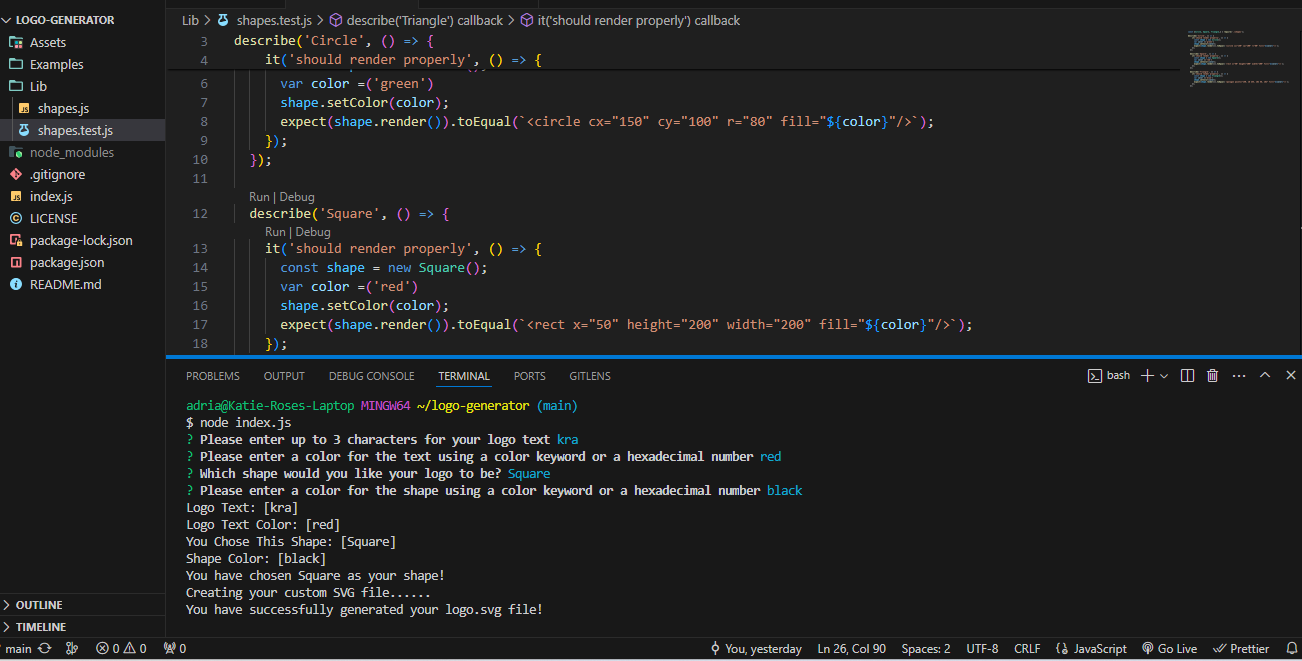 LOGO-GENERATOR
Assets
Examples
Lib
shapes.js
shapes.test.js
node_modules
.gitignore
index.js
LICENSE
package-lock.json
package.json
README.md
OUTLINE
TIMELINE
Lib > shapes.test.js > describe('Triangle') callback > it('should render properly') callback
3 describe('Circle', () => {
4 it('should render properly', () => {
6 var color =('green')
7 shape.setColor(color);
8 expect(shape.render()).toEqual(`<circle cx="150" cy="100" r="80" fill="${color}"/>`);
9 });
10 });
11
Run | Debug
12 describe('Square', () => {
Run | Debug
13 it('should render properly', () => {
14 const shape = new Square();
15 var color =('red')
16 shape.setColor(color);
17 expect(shape.render()).toEqual(`<rect x="50" height="200" width="200" fill="${color}"/>`);
18 });
PROBLEMS OUTPUT DEBUG CONSOLE TERMINAL PORTS GITLENS bash
adria@Katie-Roses-Laptop MINGW64 ~/logo-generator (main)
$ node index.js
? Please enter up to 3 characters for your logo text kra
? Please enter a color for the text using a color keyword or a hexadecimal number red
? Which shape would you like your logo to be? Square
? Please enter a color for the shape using a color keyword or a hexadecimal number black
Logo Text: [kra]
Logo Text Color: [red]
You Chose This Shape: [Square]
Shape Color: [black]
You have chosen Square as your shape!
Creating your custom SVG file......
You have successfully generated your logo.svg file!
main 0 0 0 You, yesterday Ln 26, Col 90 Spaces: 2 UTF-8 CRLF JavaScript Go Live Prettier